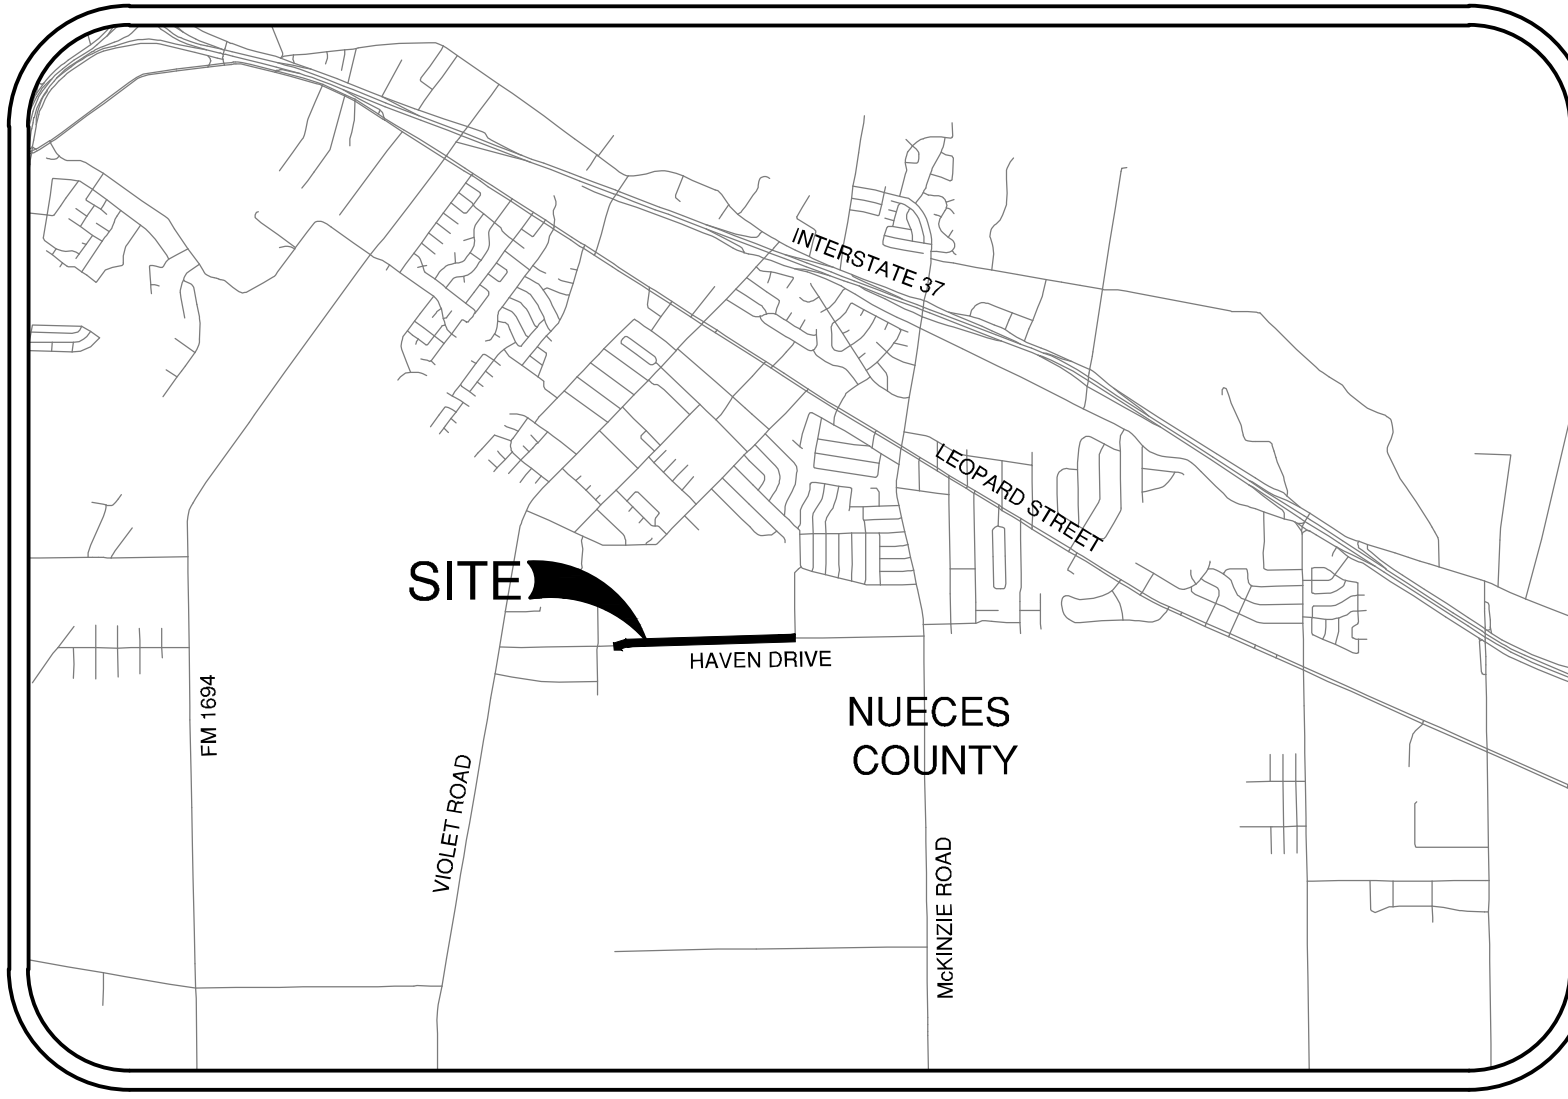 INTERSTATE 37
LEOPARD STREET
SITE
HAVEN DRIVE
FM 1694
NUECES
COUNTY
VIOLET ROAD
McKINZIE ROAD